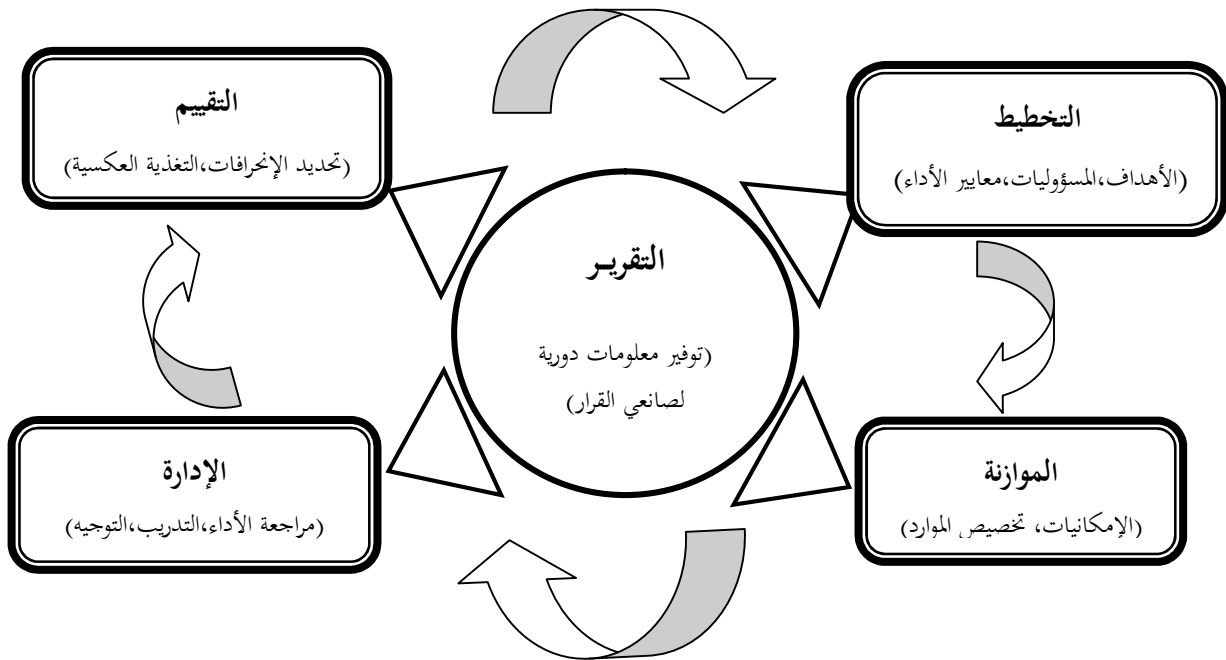 التخطيط
(الأهداف،المسؤوليات،معايير الأداء)
التقييم
(تحديد الإنحرافات،التغذية العكسية)
التقريـر
(توفير معلومات دورية
لصانعي القرار)
الموازنة
(الإمكانيات، تخصيص الموارد)
الإدارة
(مراجعة الأداء،التدريب،التوجيه)